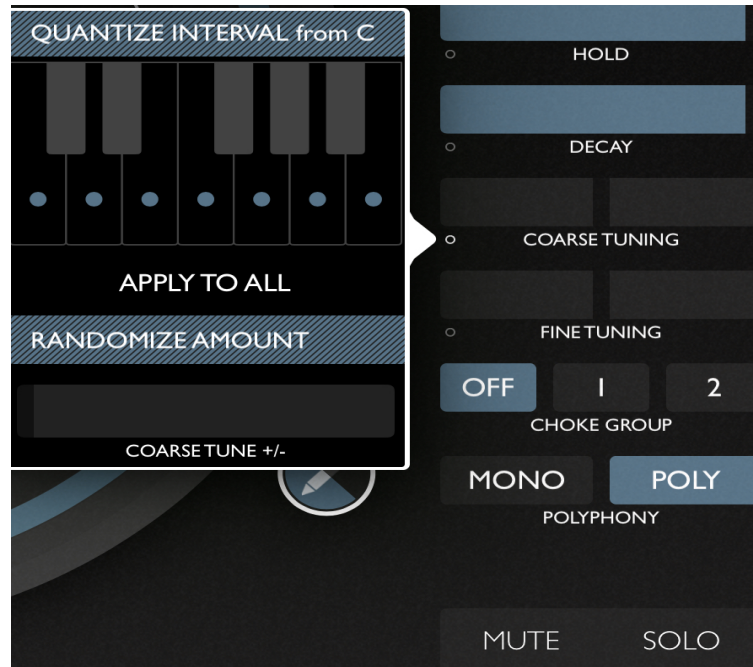 QUANTIZE INTERVAL from C
APPLY TO ALL
RANDOMIZE AMOUNT
COARSE TUNE +/-
HOLD
DECAY
COARSE TUNING
FINE TUNING
OFF 1 2
CHOKE GROUP
MONO POLY
POLYPHONY
MUTE SOLO